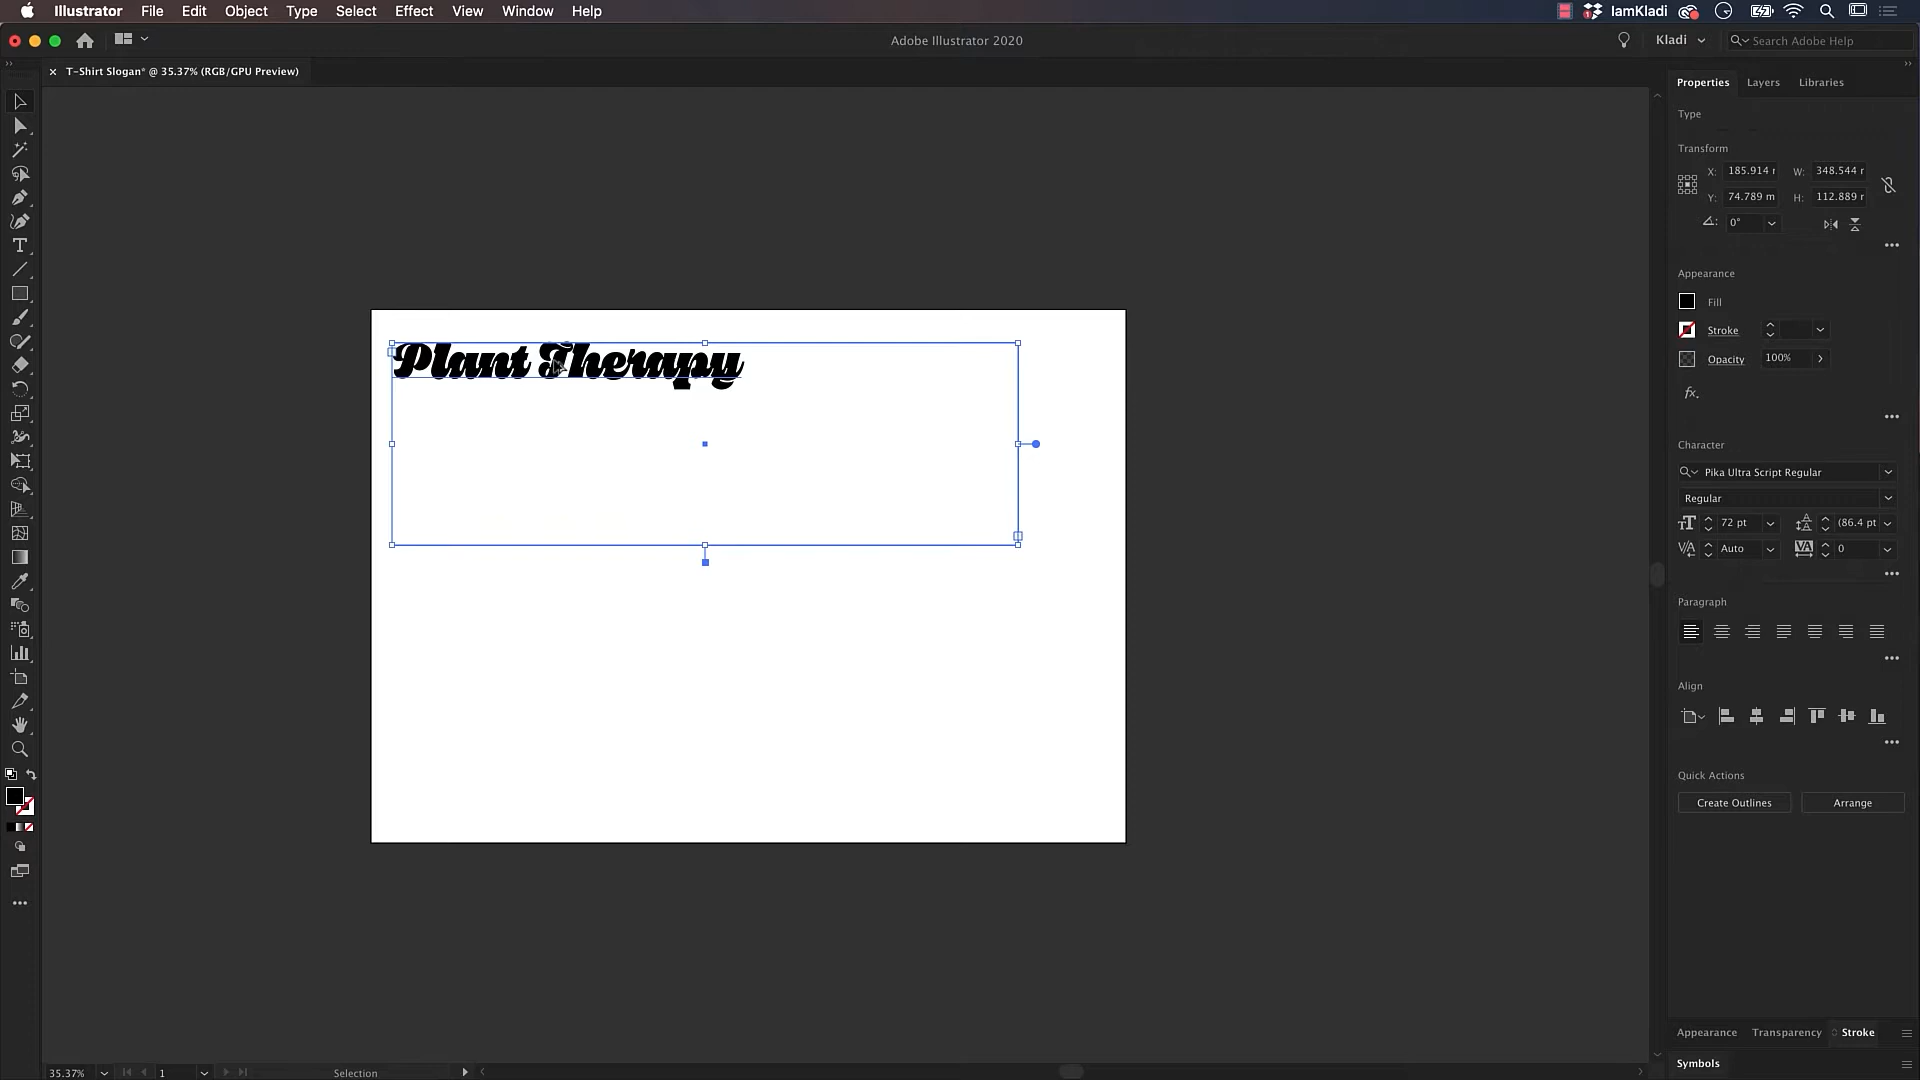 Illustrator File Edit Object Type Select Effect View Window Help
IamKladi
Adobe Illustrator 2020
Kladi
Search Adobe Help
T-Shirt Slogan* @ 35.37% (RGB/GPU Preview)
Properties Layers Libraries
Type
Transform
X: 185.914 r W: 348.544 r
Y: 74.789 m H: 112.889 r
0°
Appearance
Fill
Stroke
Opacity 100%
fx.
Character
Pika Ultra Script Regular
Regular
72 pt (86.4 pt
Auto 0
Paragraph
Align
Quick Actions
Create Outlines Arrange
Plant Therapy
Appearance Transparency Stroke
Symbols
35.37% 1 Selection